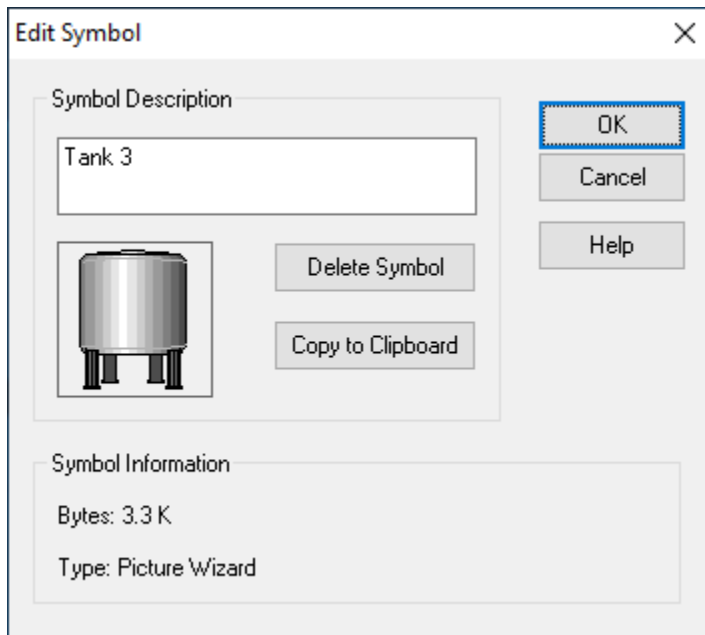 Edit Symbol
Symbol Description
Tank 3
OK
Cancel
Help
Delete Symbol
Copy to Clipboard
Symbol Information
Bytes: 3.3 K
Type: Picture Wizard